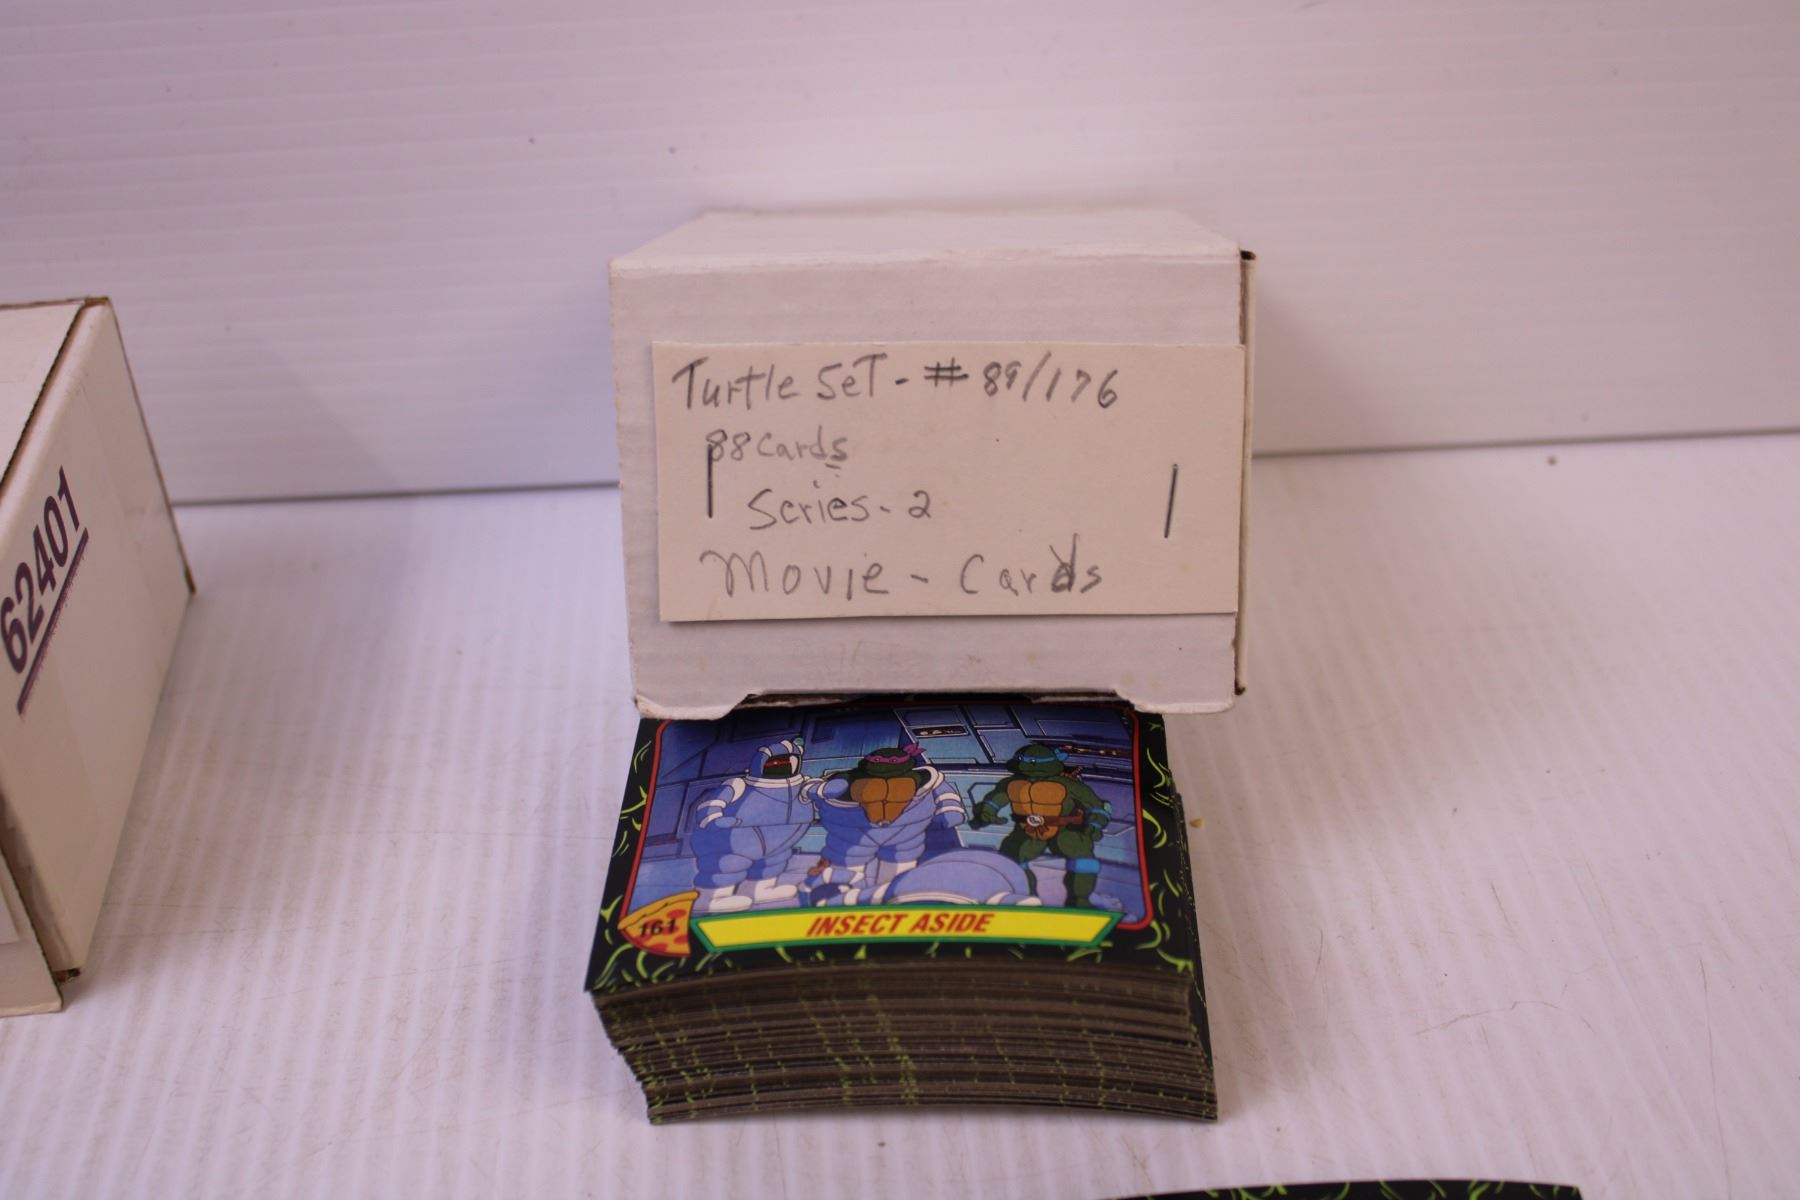 Turtle SeT - # 89/176
88 Cards
Series - 2
Movie - Cards
62401
161
INSECT ASIDE